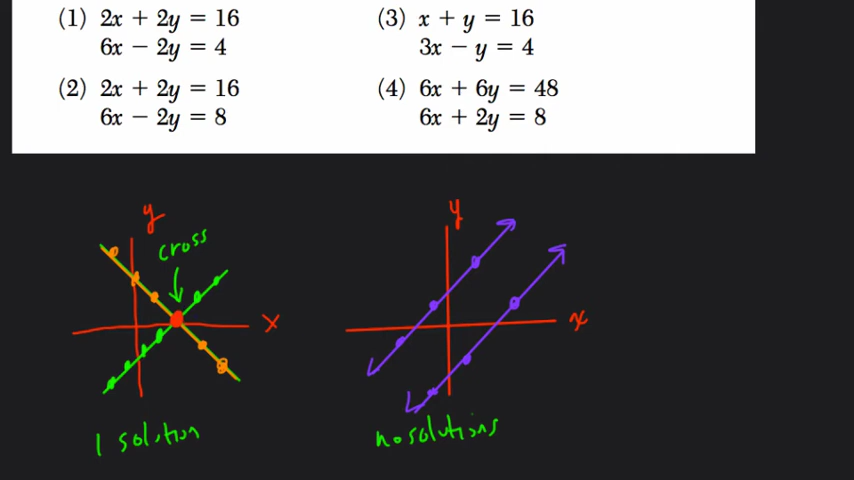 (1) 2x + 2y = 16
6x − 2y = 4
(2) 2x + 2y = 16
6x − 2y = 8
(3) x + y = 16
3x − y = 4
(4) 6x + 6y = 48
6x + 2y = 8
y
cross
x
1 solution
y
x
no solutions